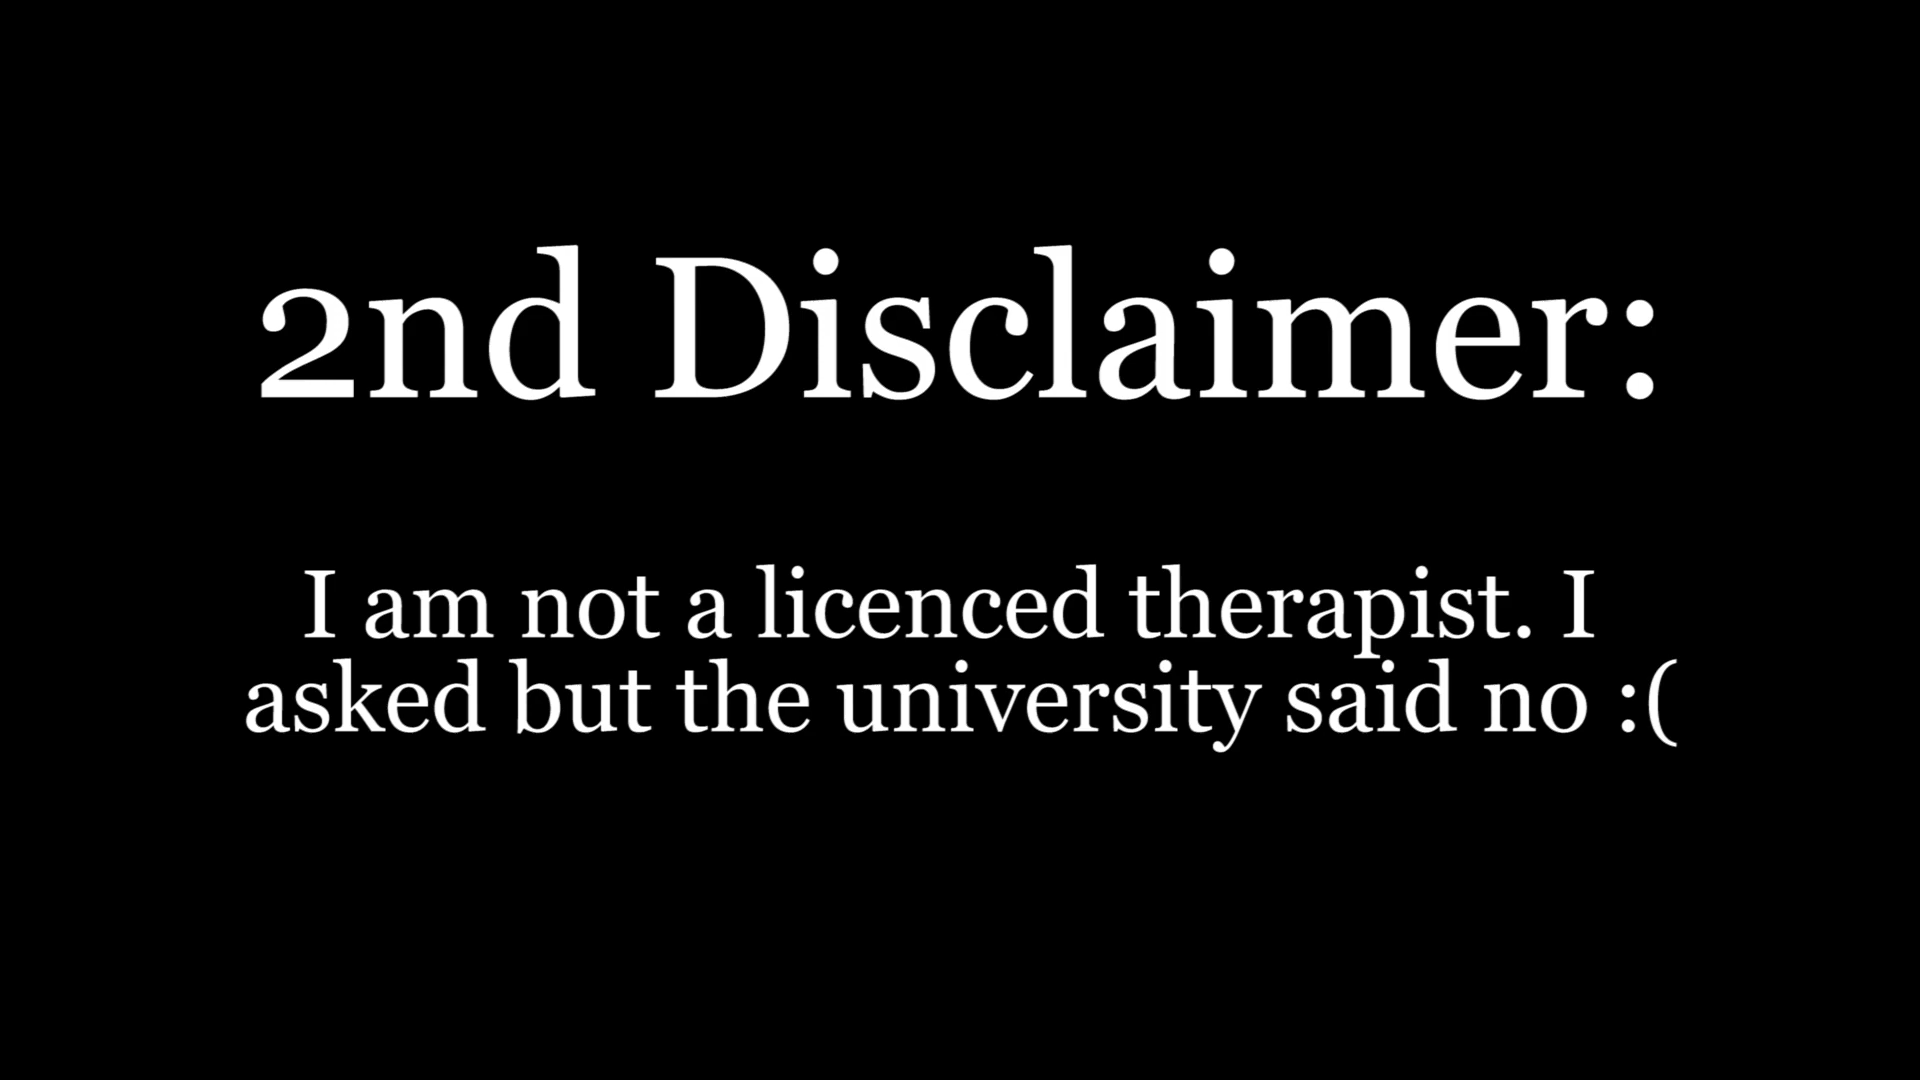 2nd Disclaimer:
I am not a licenced therapist. I
asked but the university said no :(